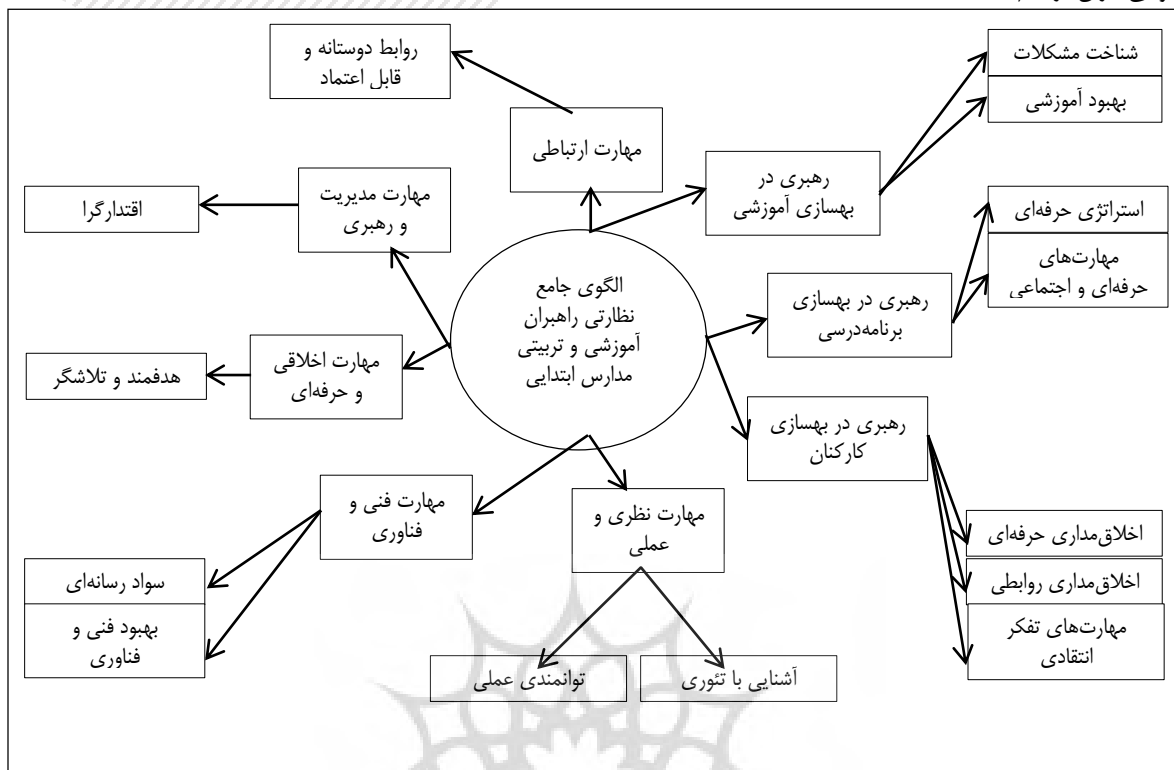 روابط دوستانه و
قابل اعتماد
مهارت ارتباطی
شناخت مشکلات
بهبود آموزشی
رهبری در
بهسازی آموزشی
مهارت مدیریت
و رهبری
اقتدارگرا
استراتژی حرفه‌ای
مهارت‌های
حرفه‌ای و اجتماعی
رهبری در بهسازی
برنامه‌درسی
الگوی جامع
نظارتی راهبران
آموزشی و تربیتی
مدارس ابتدایی
مهارت اخلاقی
و حرفه‌ای
هدفمند و تلاشگر
رهبری در بهسازی
کارکنان
اخلاق‌مداری حرفه‌ای
اخلاق‌مداری روابطی
مهارت‌های تفکر
انتقادی
مهارت نظری و
عملی
آشنایی با تئوری
توانمندی عملی
مهارت فنی و
فناوری
سواد رسانه‌ای
بهبود فنی و
فناوری